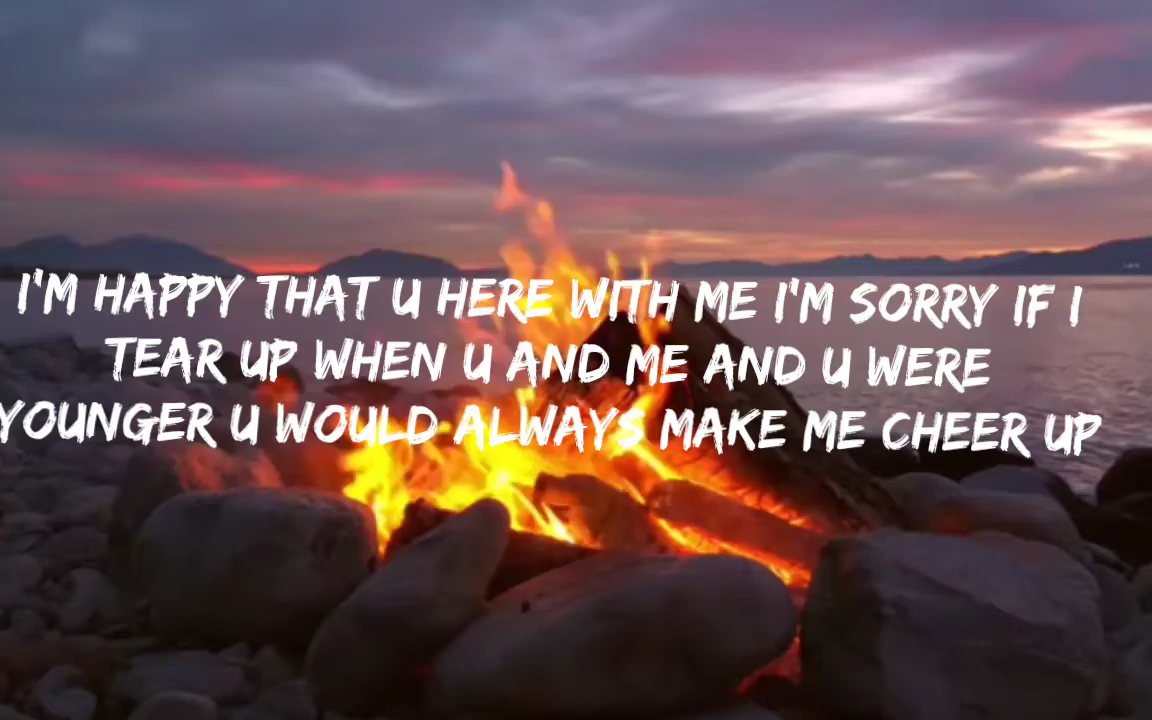 I'M HAPPY THAT U HERE WITH ME I'M SORRY IF I
TEAR UP WHEN U AND ME AND U WERE
YOUNGER U WOULD ALWAYS MAKE ME CHEER UP